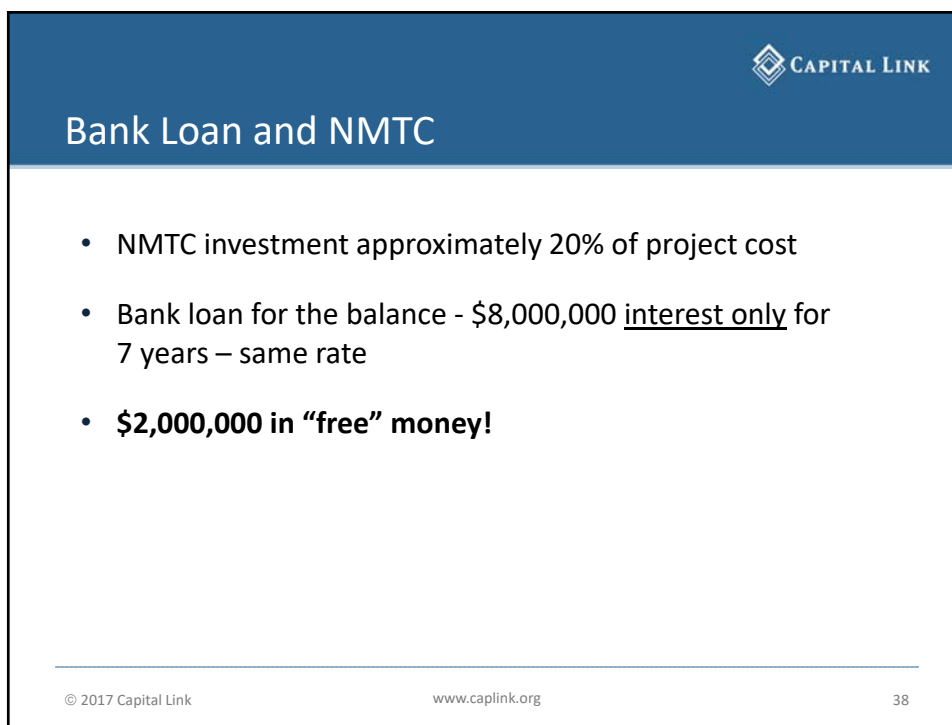 CAPITAL LINK
Bank Loan and NMTC
• NMTC investment approximately 20% of project cost
• Bank loan for the balance - $8,000,000 interest only for
7 years – same rate
• $2,000,000 in “free” money!
© 2017 Capital Link www.caplink.org 38